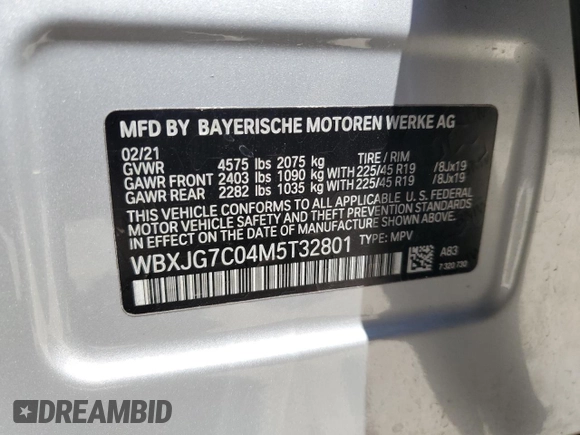 MFD BY BAYERISCHE MOTOREN WERKE AG
02/21
GVWR 4575 lbs 2075 kg TIRE / RIM
GAWR FRONT 2403 lbs 1090 kg WITH 225/45 R19 /8Jx19
GAWR REAR 2282 lbs 1035 kg WITH 225/45 R19 /8Jx19
THIS VEHICLE CONFORMS TO ALL APPLICABLE U.S. FEDERAL
MOTOR VEHICLE SAFETY AND THEFT PREVENTION STANDARDS
IN EFFECT ON THE DATE OF MANUFACTURE SHOWN ABOVE.
WBXJG7C04M5T32801 TYPE: MPV
A83
7 320 730
DREAMBID